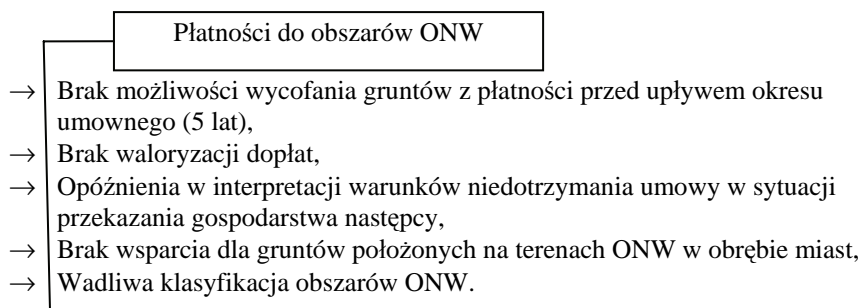 Płatności do obszarów ONW
→ Brak możliwości wycofania gruntów z płatności przed upływem okresu
umownego (5 lat),
→ Brak waloryzacji dopłat,
→ Opóźnienia w interpretacji warunków niedotrzymania umowy w sytuacji
przekazania gospodarstwa następcy,
→ Brak wsparcia dla gruntów położonych na terenach ONW w obrębie miast,
→ Wadliwa klasyfikacja obszarów ONW.